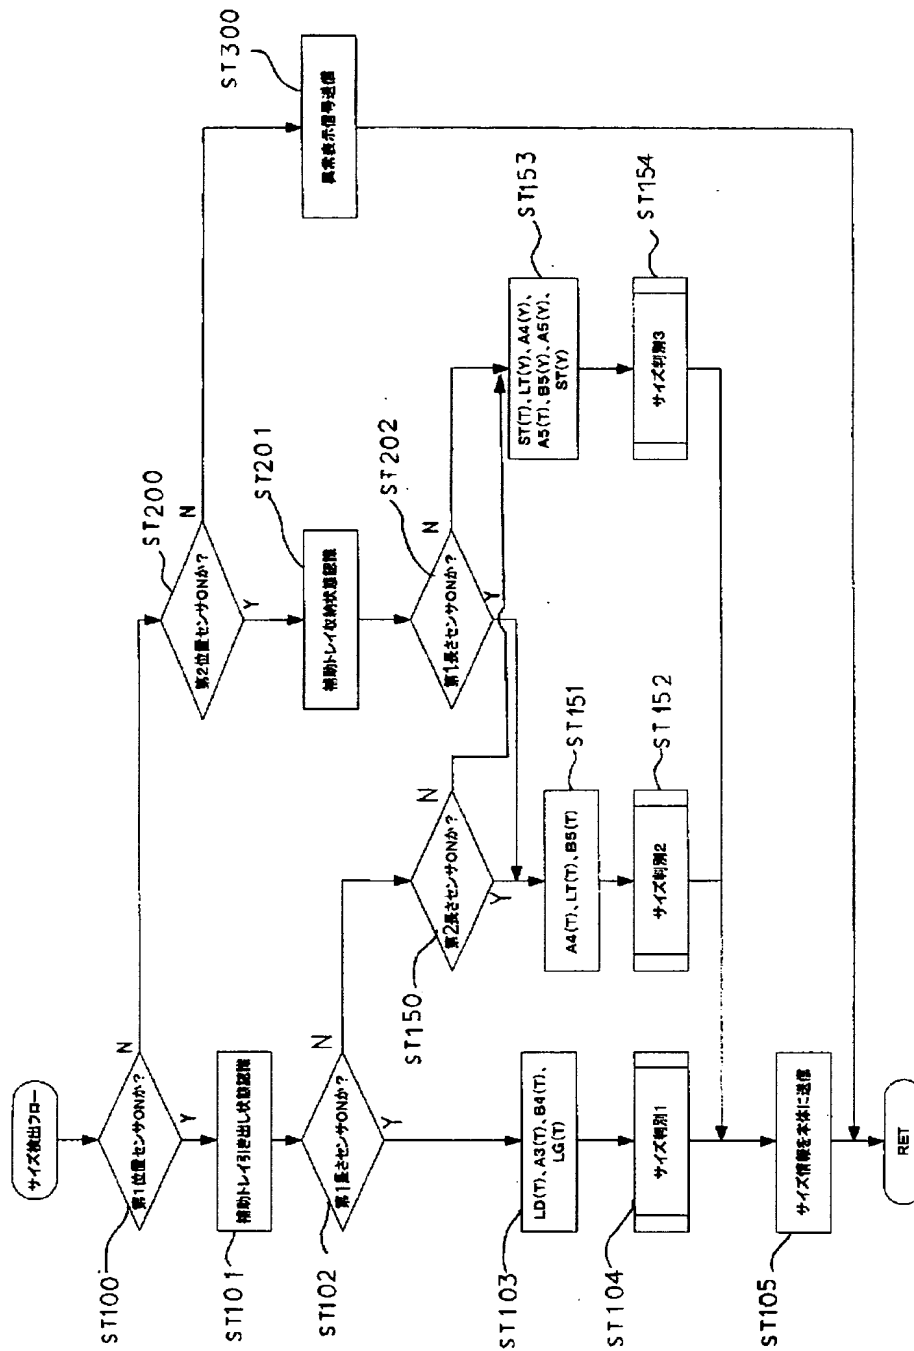 サイズ検出フロー
第1位置センサONか?
Y
N
ST100
補助トレイ引き出し状態認識
ST101
第1長さセンサONか?
Y
N
ST102
LD(T)、A3(T)、B4(T)、
LG(T)
ST103
サイズ判別1
ST104
サイズ情報を本体に送信
ST105
RET
第2長さセンサONか?
Y
N
ST150
A4(T)、LT(T)、B5(T)
ST151
サイズ判別2
ST152
第2位置センサONか?
Y
N
ST200
補助トレイ収納状態認識
ST201
第1長さセンサONか?
Y
N
ST202
ST(T)、LT(Y)、A4(Y)、
A5(T)、B5(Y)、A5(Y)、
ST(Y)
ST153
サイズ判別3
ST154
異常表示信号送信
ST300